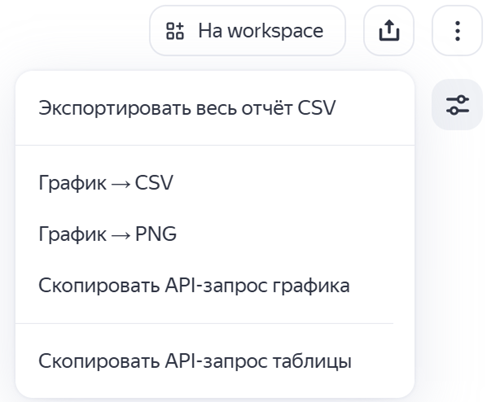 На workspace
Экспортировать весь отчёт CSV
График → CSV
График → PNG
Скопировать API-запрос графика
Скопировать API-запрос таблицы